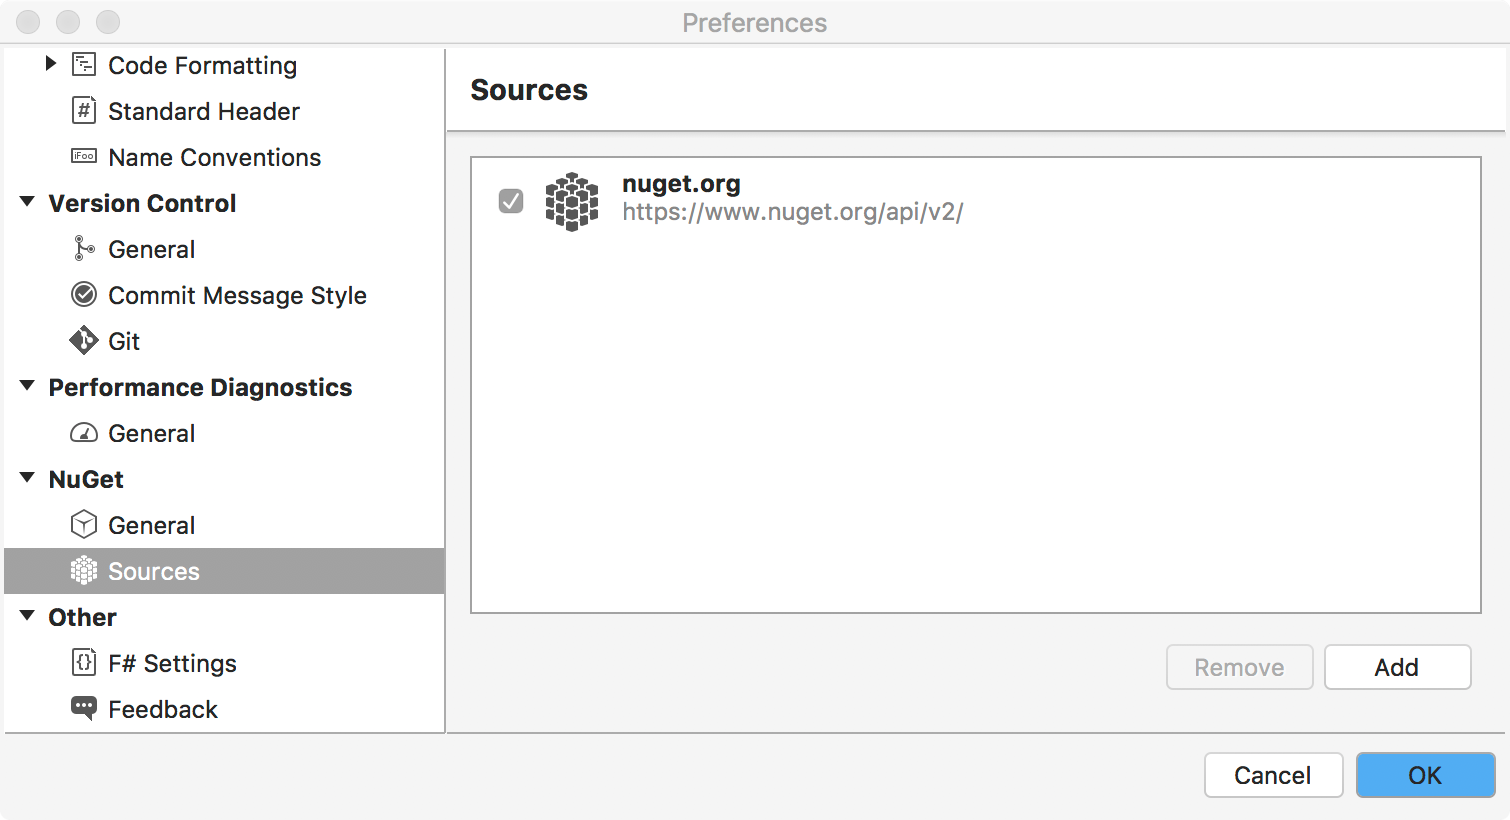 Preferences
Code Formatting
# Standard Header
iFoo Name Conventions
Version Control
General
Commit Message Style
Git
Performance Diagnostics
General
NuGet
General
Sources
Other
{} F# Settings
Feedback
Sources
nuget.org
https://www.nuget.org/api/v2/
Remove
Add
Cancel
OK